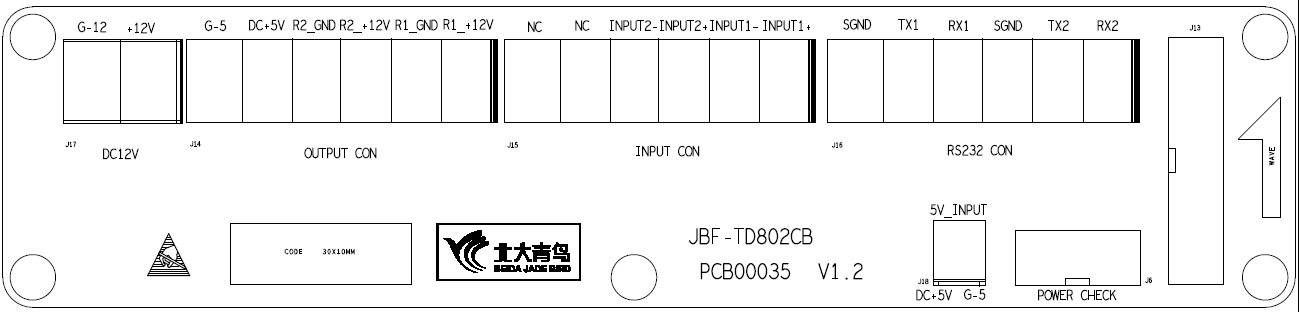 G-12 +12V G-5 DC+5V R2_GND R2_+12V R1_GND R1_+12V NC NC INPUT2- INPUT2+ INPUT1- INPUT1+ SGND TX1 RX1 SGND TX2 RX2 J13
J17 J14 J15 J16
DC12V OUTPUT CON INPUT CON RS232 CON
WAVE
5V_INPUT
JBF-TD802CB
CODE 30X10MM
北大青鸟
BEIDA JADE BIRD
PCB00035 V1.2
J18 J6
DC+5V G-5 POWER CHECK